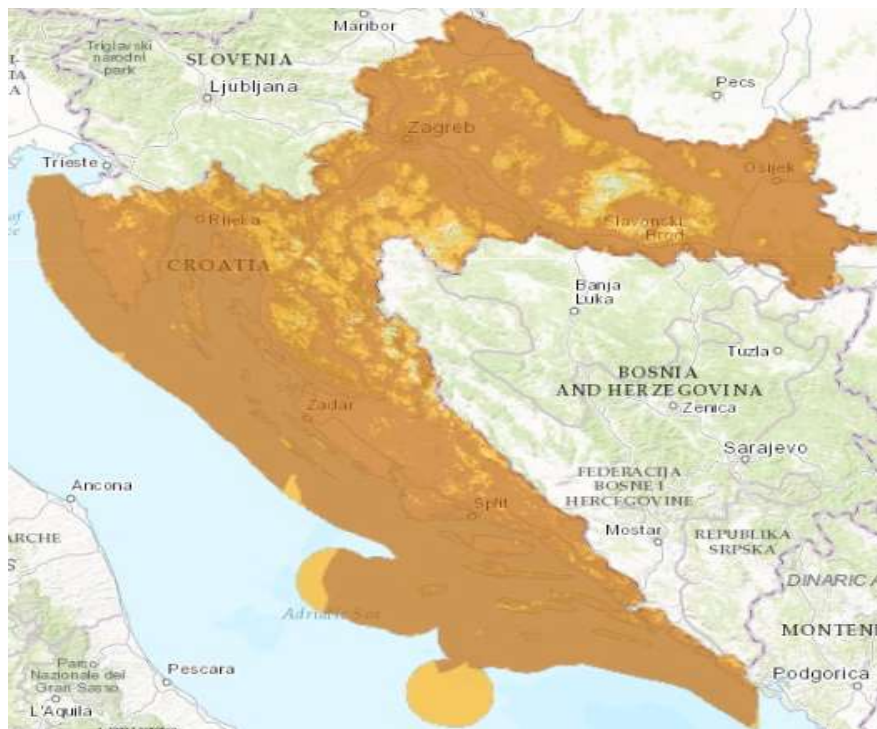 Maribor
Triglavski
narodni
park
SLOVENIA
Ljubljana
Pecs
Zagreb
Trieste
Osijek
Rijeka
Slavonski
Brod
CROATIA
Banja
Luka
Tuzla
BOSNIA
AND HERZEGOVINA
Zenica
Zadar
Sarajevo
FEDERACIJA
BOSNE I
HERCEGOVINE
Ancona
Split
Mostar
REPUBLIKA
SRPSKA
ARCHE
DINARIC A
Adriatic Sea
MONTEN
Parco
Nazionale del
Gran Sasso
Pescara
Podgorica
L'Aquila